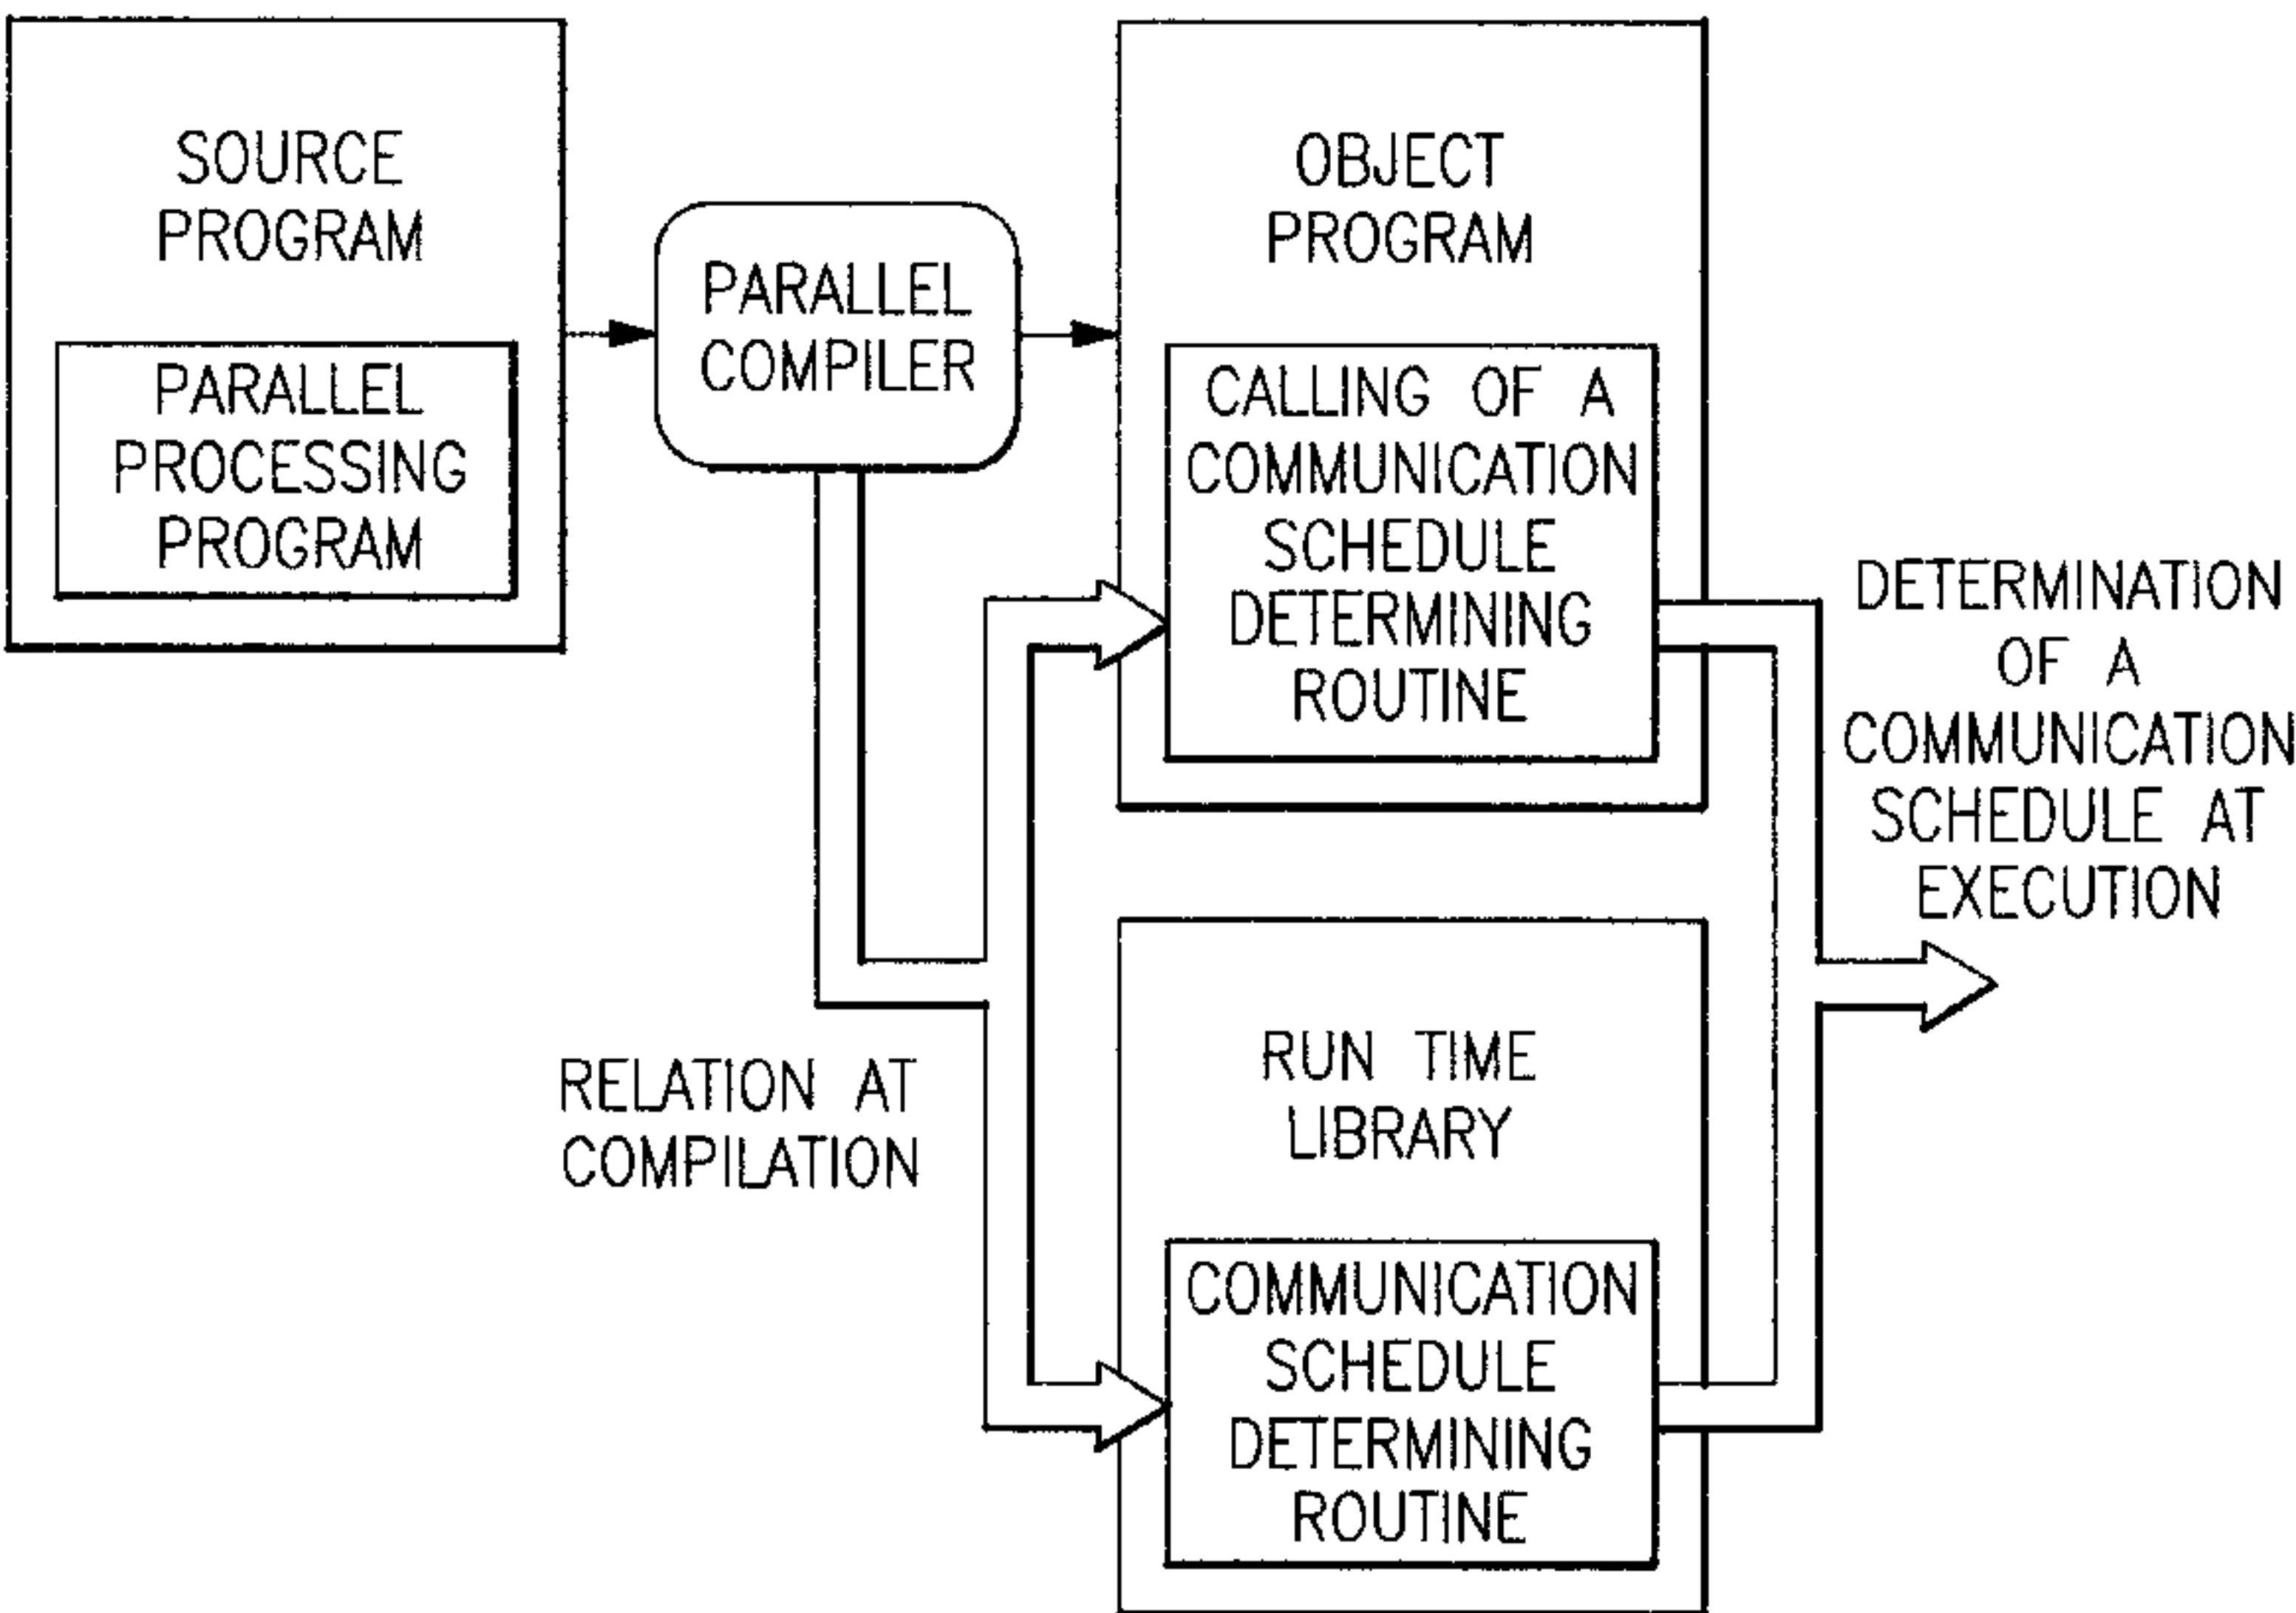 SOURCE
PROGRAM
PARALLEL
PROCESSING
PROGRAM
PARALLEL
COMPILER
OBJECT
PROGRAM
CALLING OF A
COMMUNICATION
SCHEDULE
DETERMINING
ROUTINE
DETERMINATION
OF A
COMMUNICATION
SCHEDULE AT
EXECUTION
RELATION AT
COMPILATION
RUN TIME
LIBRARY
COMMUNICATION
SCHEDULE
DETERMINING
ROUTINE